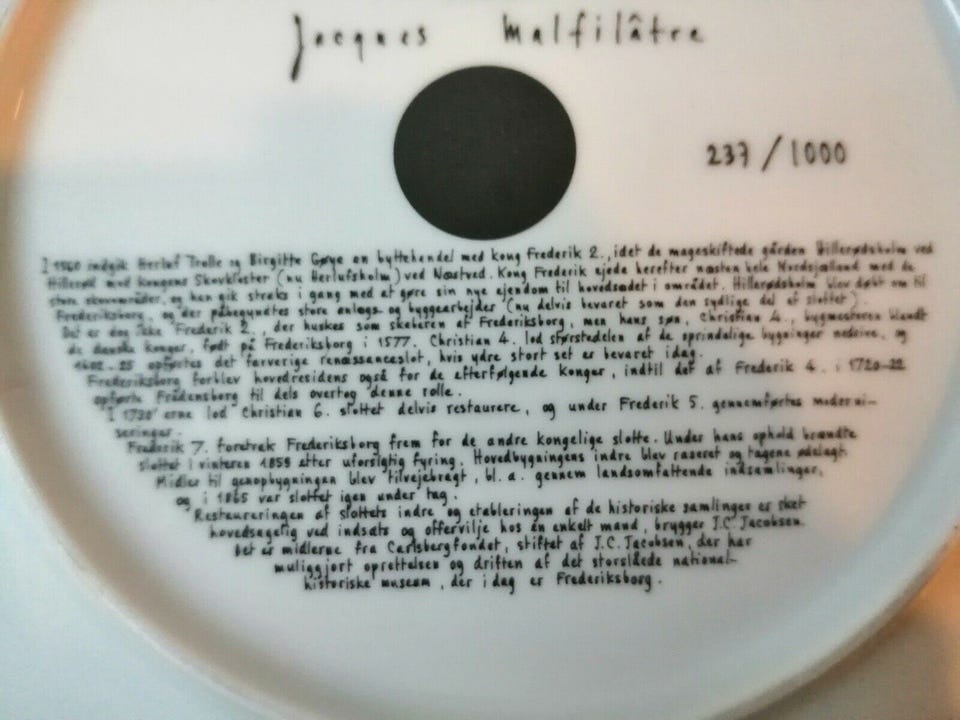 Jacques Malfilâtre
237/1000
I 1560 indgik Herluf Trolle og Birgitte Gøye en byttehandel med kong Frederik 2., idet de mageskiftede gården Hillerødsholm ved
Hillerød med kongens Skovkloster (nu Herlufsholm) ved Næstved. Kong Frederik ejede herefter næsten hele Nordsjælland med de
store skovområder, og han gik straks i gang med at gøre sin nye ejendom til hovedsædet i området. Hillerødsholm blev døbt om til
Frederiksborg, og der påbegyndtes store anlægs- og byggearbejder (nu delvis bevaret som den sydlige del af slottet).
Det er dog ikke Frederik 2., der huskes som skaberen af Frederiksborg, men hans søn, Christian 4., bygmesteren blandt
de danske konger, født på Frederiksborg i 1577. Christian 4. lod størstedelen af de oprindelige bygninger nedrive, og
1602-25 opførtes det farverige renæssanceslot, hvis ydre stort set er bevaret idag.
Frederiksborg forblev hovedresidens også for de efterfølgende konger, indtil det af Frederik 4. i 1720-22
opførte Frådensborg til dels overtog denne rolle.
I 1730'erne lod Christian 6. slottet delvis restaurere, og under Frederik 5. gennemførtes moderni-
seringer.
Frederik 7. foretrak Frederiksborg frem for de andre kongelige slotte. Under hans ophold brændte
slottet i vinteren 1859 efter uforsigtig fyring. Hovedbygningens indre blev raseret og tagene ødelagt.
Midler til genopbygningen blev tilvejebragt, bl.a. gennem landsomfattende indsamlinger,
og i 1865 var slottet igen under tag.
Restaureringen af slottets indre og etableringen af de historiske samlinger er sket
hovedsagelig ved indsats og offervilje hos én enkelt mand, brygger J.C. Jacobsen.
Det er midlerne fra Carlsbergfondet, stiftet af J.C. Jacobsen, der har
muliggjort oprettelsen og driften af det storslåede national-
historiske museum, der i dag er Frederiksborg.